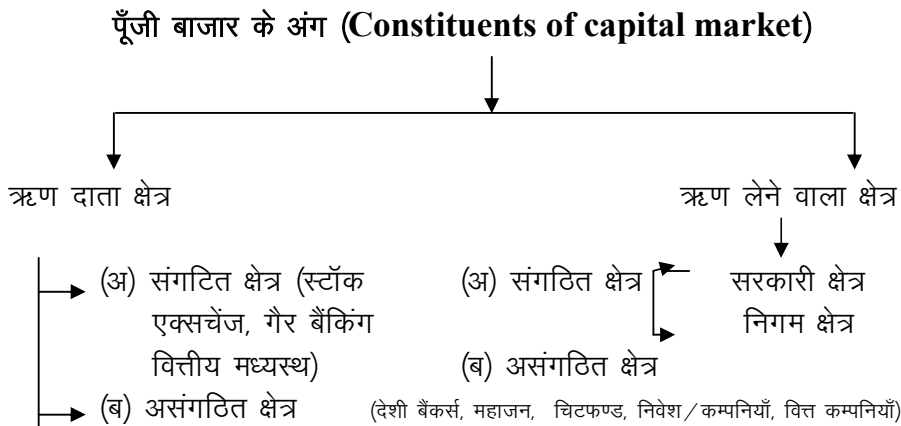 पूँजी बाजार के अंग (Constituents of capital market)
ऋण दाता क्षेत्र
ऋण लेने वाला क्षेत्र
(अ) संगटित क्षेत्र (स्टॉक
एक्सचेंज, गैर बैंकिंग
वित्तीय मध्यस्थ)
(ब) असंगठित क्षेत्र
(अ) संगठित क्षेत्र
सरकारी क्षेत्र
निगम क्षेत्र
(ब) असंगठित क्षेत्र
(देशी बैंकर्स, महाजन, चिटफण्ड, निवेश/कम्पनियाँ, वित्त कम्पनियाँ)